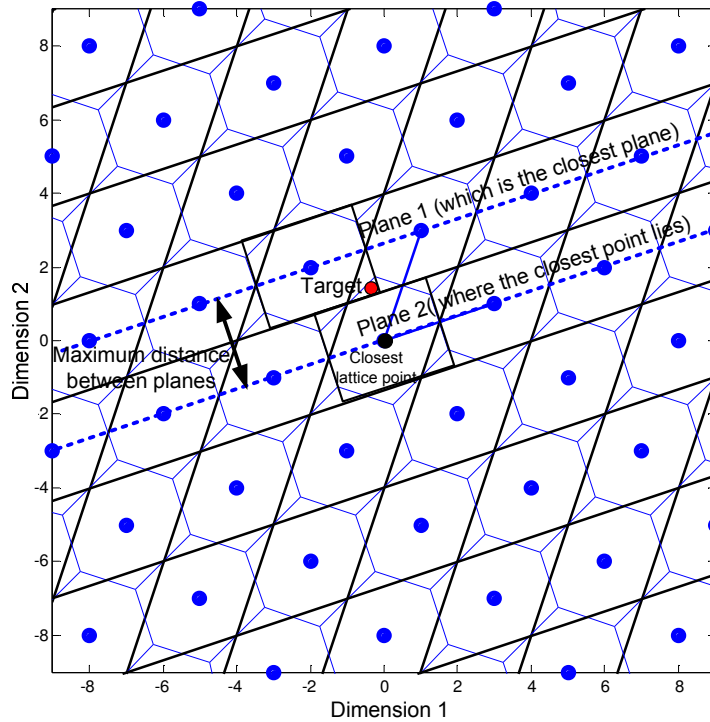 8
6
4
2
0
2
-4
-6
-8
-8
-6
-4
-2
0
2
4
6
8
Dimension 2
Dimension 1
Plane 1 (which is the closest plane)
Target
Plane 2( where the closest point lies)
Maximum distance
between planes
Closest
lattice point